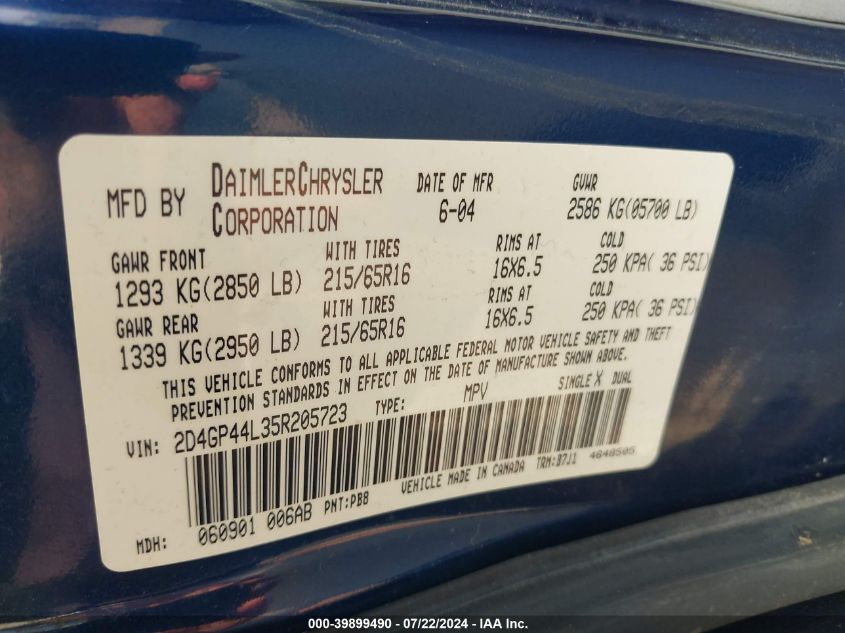 MFD BY DAIMLERCHRYSLER CORPORATION DATE OF MFR 6-04 GVWR 2586 KG(05700 LB)
GAWR FRONT WITH TIRES RIMS AT COLD
1293 KG(2850 LB) 215/65R16 16X6.5 250 KPA( 36 PSI)
GAWR REAR WITH TIRES RIMS AT COLD
1339 KG(2950 LB) 215/65R16 16X6.5 250 KPA( 36 PSI)
THIS VEHICLE CONFORMS TO ALL APPLICABLE FEDERAL MOTOR VEHICLE SAFETY AND THEFT
PREVENTION STANDARDS IN EFFECT ON THE DATE OF MANUFACTURE SHOWN ABOVE.
VIN: 2D4GP44L35R205723 TYPE: MPV SINGLE X DUAL
MDH: 060901 006AB PNT:PB8 VEHICLE MADE IN CANADA TRM:B7J1 4648505
000-39899490 - 07/22/2024 - IAA Inc.